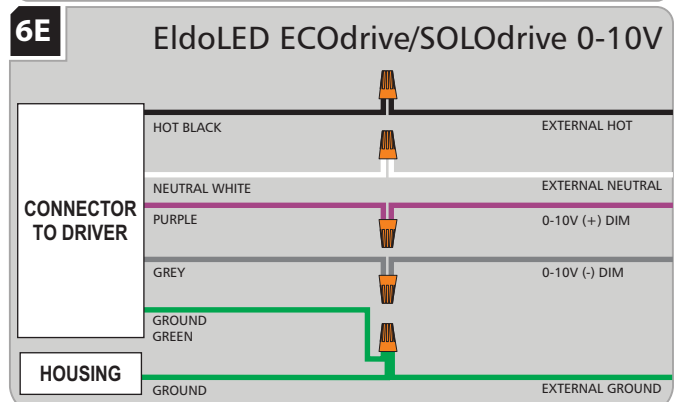 6E
EldoLED ECOdrive/SOLOdrive 0-10V
HOT BLACK
EXTERNAL HOT
NEUTRAL WHITE
EXTERNAL NEUTRAL
CONNECTOR
TO DRIVER
PURPLE
0-10V (+) DIM
GREY
0-10V (-) DIM
GROUND
GREEN
HOUSING
GROUND
EXTERNAL GROUND